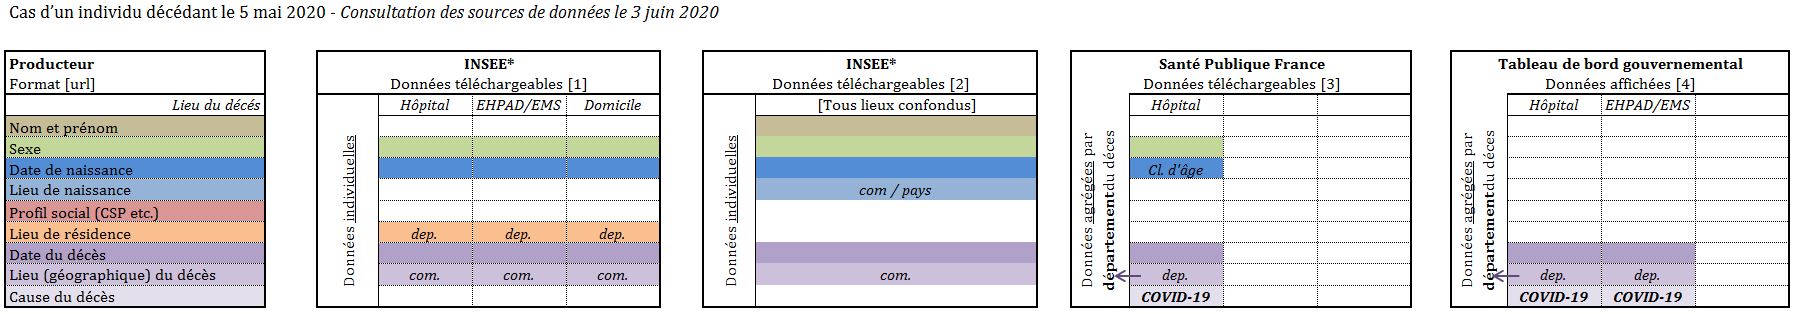 Cas d’un individu décédant le 5 mai 2020 - Consultation des sources de données le 3 juin 2020
Producteur
Format [url]
Lieu du décés
Nom et prénom
Sexe
Date de naissance
Lieu de naissance
Profil social (CSP etc.)
Lieu de résidence
Date du décès
Lieu (géographique) du décès
Cause du décès
INSEE*
Données téléchargeables [1]
Données individuelles
Hôpital EHPAD/EMS Domicile
dep. dep. dep.
com. com. com.
INSEE*
Données téléchargeables [2]
Données individuelles
[Tous lieux confondus]
com / pays
com.
Santé Publique France
Données téléchargeables [3]
Données agrégées par
département du déces
Hôpital
Cl. d'âge
dep.
COVID-19
Tableau de bord gouvernemental
Données affichées [4]
Données agrégées par
département du déces
Hôpital EHPAD/EMS
dep. dep.
COVID-19 COVID-19